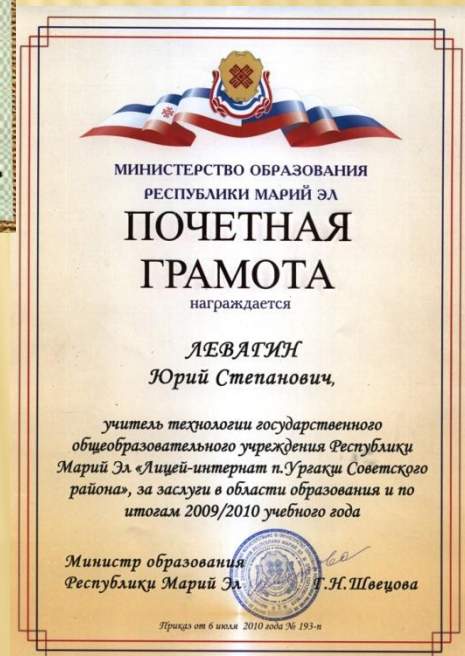 МИНИСТЕРСТВО ОБРАЗОВАНИЯ
РЕСПУБЛИКИ МАРИЙ ЭЛ
ПОЧЕТНАЯ
ГРАМОТА
награждается
ЛЕВАГИН
Юрий Степанович,
учитель технологии государственного
общеобразовательного учреждения Республики
Марий Эл «Лицей-интернат п.Ургакш Советского
района», за заслуги в области образования и по
итогам 2009/2010 учебного года
Министр образования
Республики Марий Эл Г.Н.Швецова
Приказ от 6 июля 2010 года № 193-п